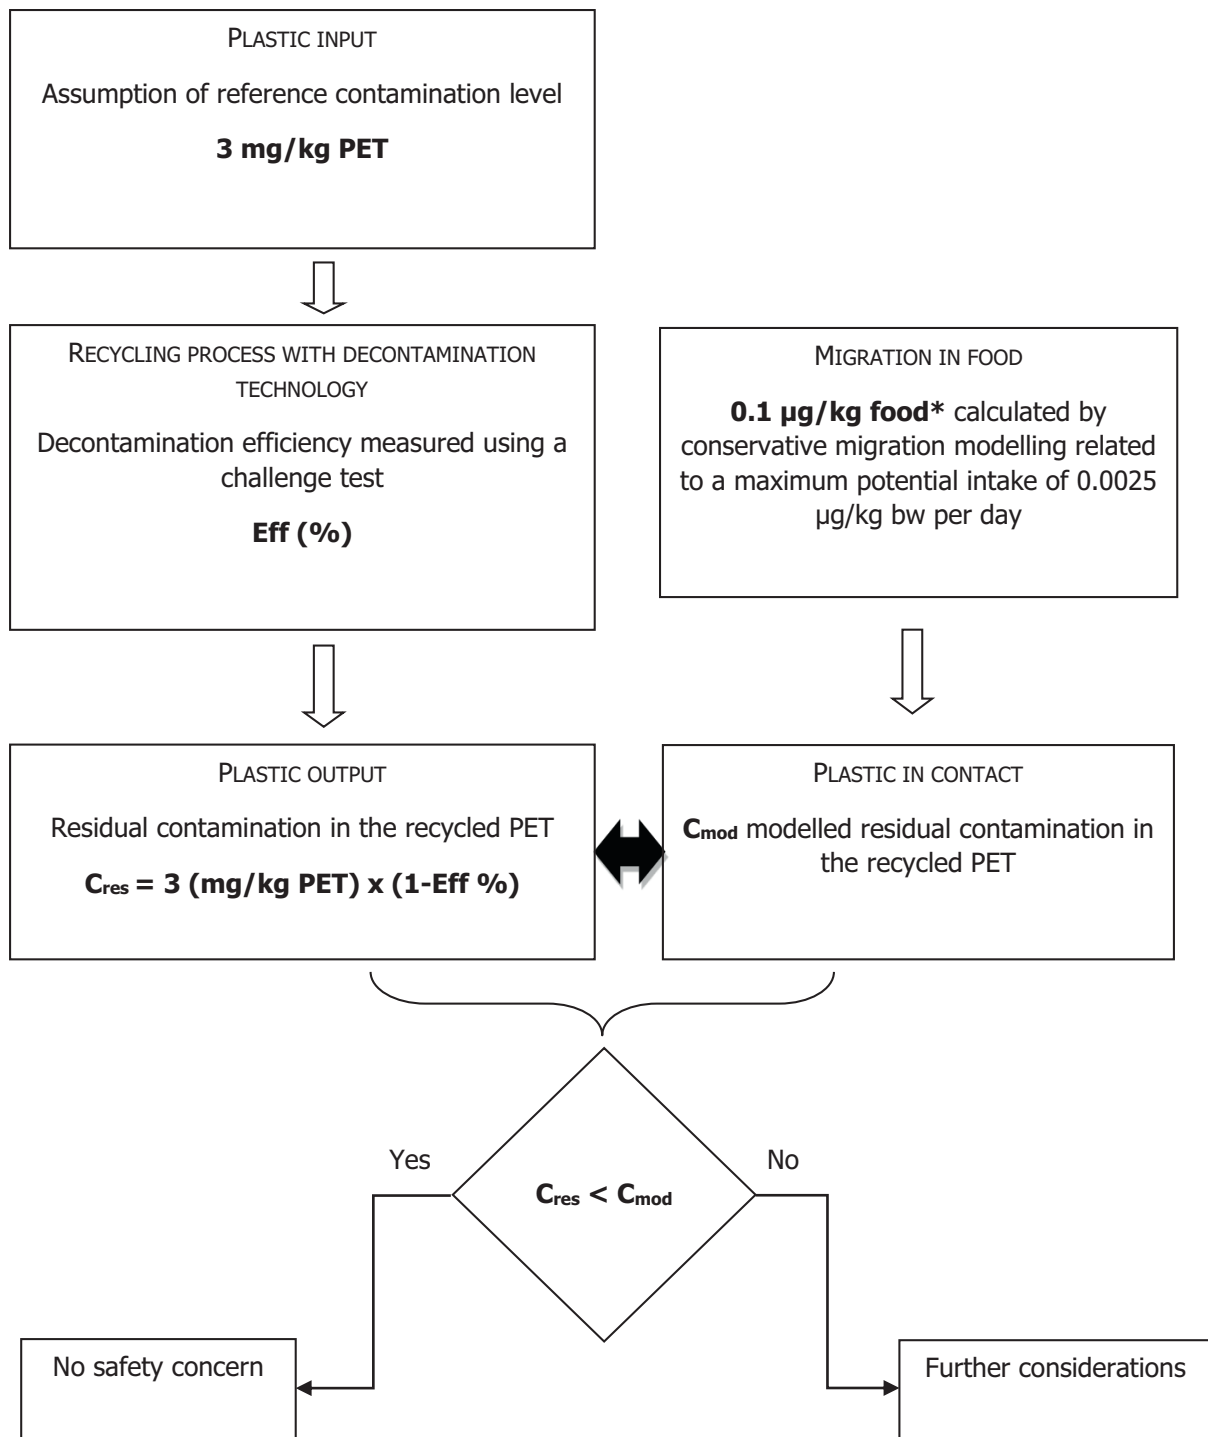 PLASTIC INPUT
Assumption of reference contamination level
3 mg/kg PET
RECYCLING PROCESS WITH DECONTAMINATION
TECHNOLOGY
Decontamination efficiency measured using a
challenge test
Eff (%)
MIGRATION IN FOOD
0.1 µg/kg food* calculated by
conservative migration modelling related
to a maximum potential intake of 0.0025
µg/kg bw per day
PLASTIC OUTPUT
Residual contamination in the recycled PET
Cres = 3 (mg/kg PET) x (1-Eff %)
PLASTIC IN CONTACT
Cmod modelled residual contamination in
the recycled PET
Yes
No
Cres < Cmod
No safety concern
Further considerations